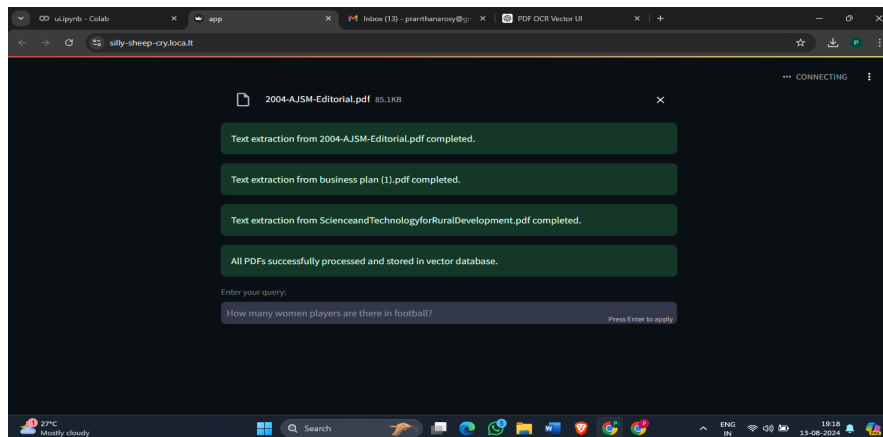 ui.ipynb - Colab
app
Inbox (13) - prarrthanarosy@gm
PDF OCR Vector UI
silly-sheep-cry.loca.lt
P
CONNECTING
2004-AJSM-Editorial.pdf 85.1KB
Text extraction from 2004-AJSM-Editorial.pdf completed.
Text extraction from business plan (1).pdf completed.
Text extraction from ScienceandTechnologyforRuralDevelopment.pdf completed.
All PDFs successfully processed and stored in vector database.
Enter your query:
How many women players are there in football?
Press Enter to apply
27°C
Mostly cloudy
Search
ENG
IN
19:18
13-08-2024